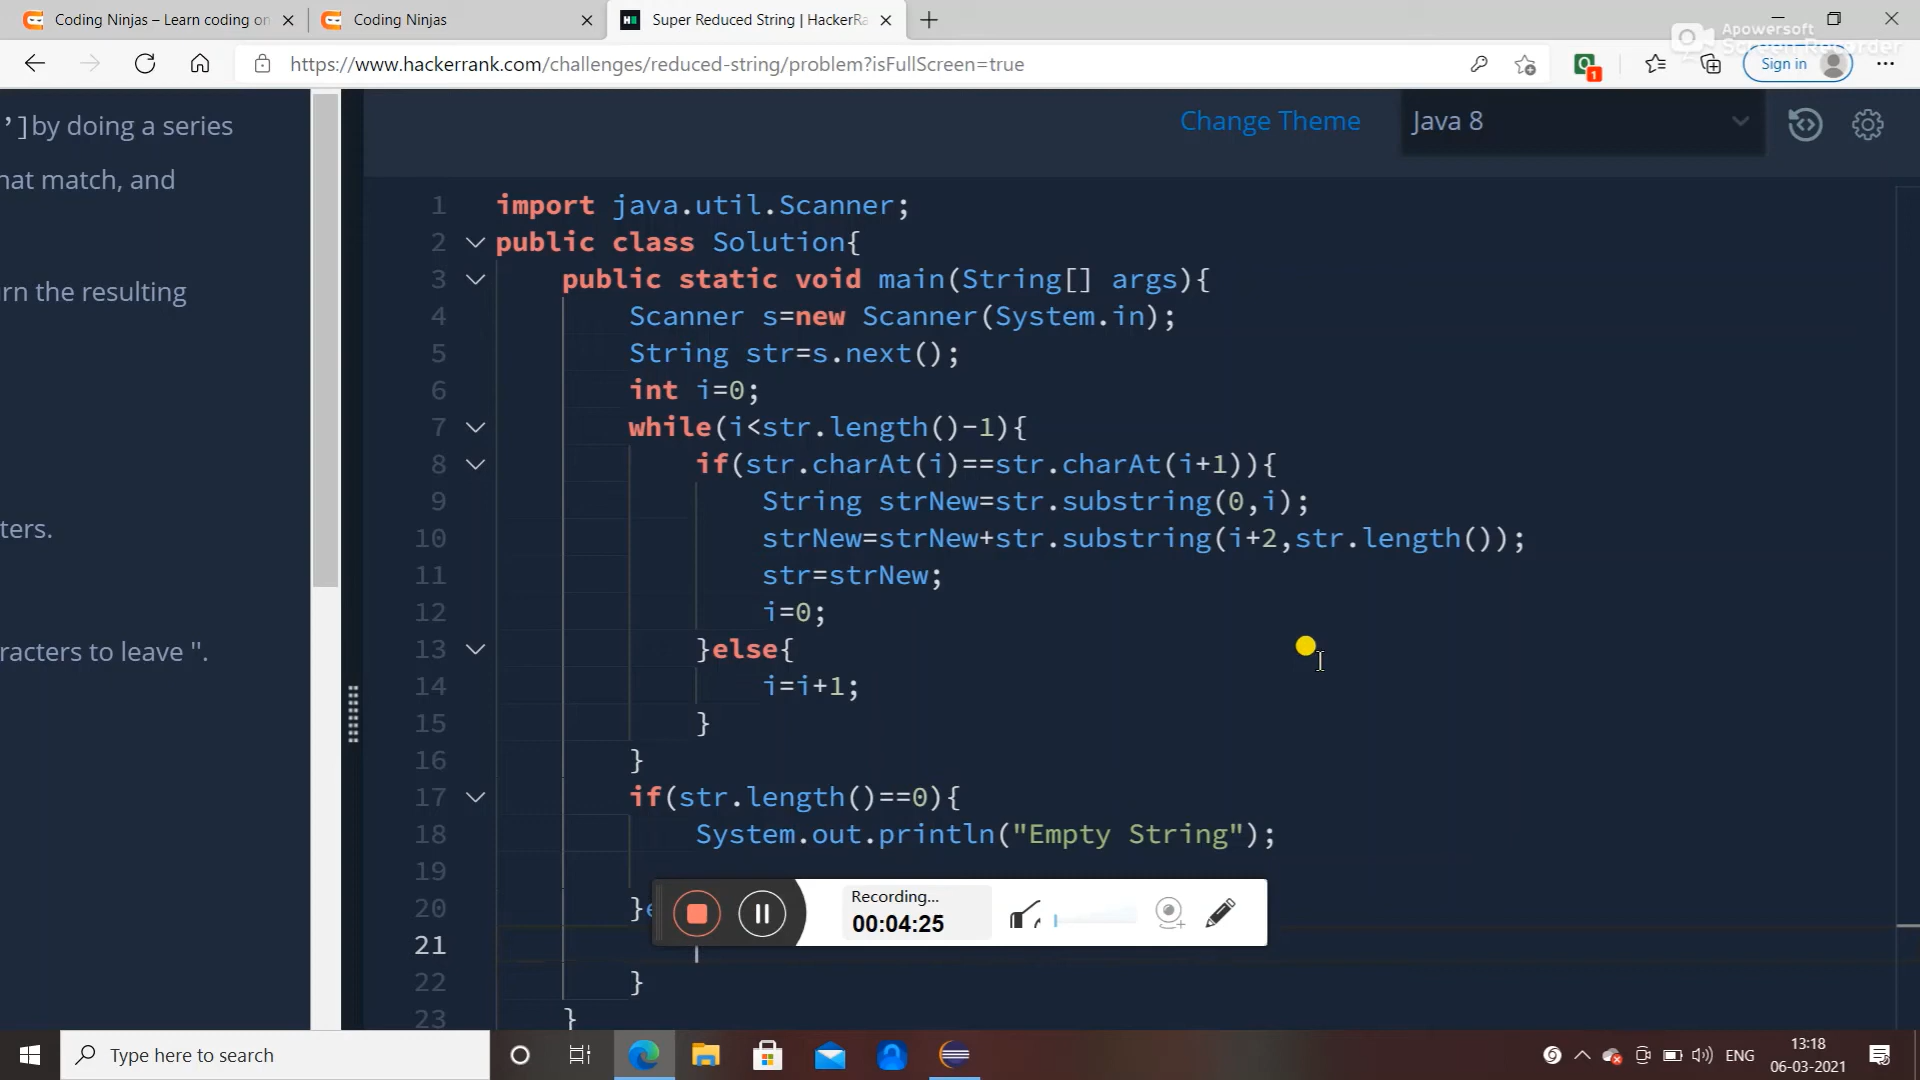 Coding Ninjas – Learn coding on
Coding Ninjas
Super Reduced String | HackerRa
Apowersoft
Screen Recorder
https://www.hackerrank.com/challenges/reduced-string/problem?isFullScreen=true
1
Sign in
']by doing a series
hat match, and
urn the resulting
ters.
racters to leave ''.
Change Theme
Java 8
1 import java.util.Scanner;
2 public class Solution{
3 public static void main(String[] args){
4 Scanner s=new Scanner(System.in);
5 String str=s.next();
6 int i=0;
7 while(i<str.length()-1){
8 if(str.charAt(i)==str.charAt(i+1)){
9 String strNew=str.substring(0,i);
10 strNew=strNew+str.substring(i+2,str.length());
11 str=strNew;
12 i=0;
13 }else{
14 i=i+1;
15 }
16 }
17 if(str.length()==0){
18 System.out.println("Empty String");
19
20 }e
21
22 }
23 }
Recording...
00:04:25
Type here to search
ENG
13:18
06-03-2021